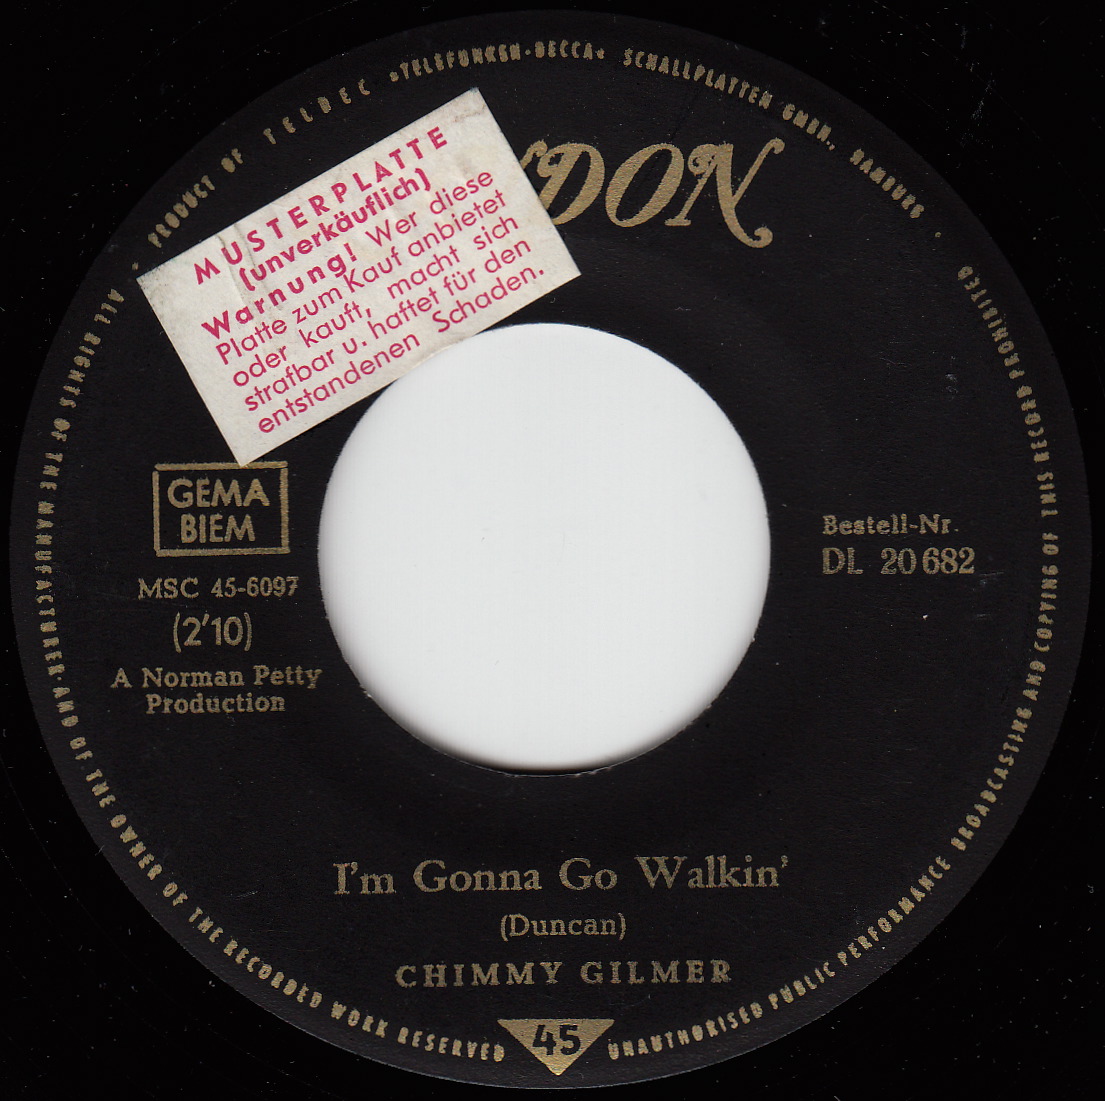 PRODUCT OF TELDEC »TELEFUNKEN·DECCA« SCHALLPLATTEN GMBH., HAMBURG
MUSTERPLATTE
(unverkäuflich)
Warnung! Wer diese
Platte zum Kauf anbietet
oder kauft, macht sich
strafbar u. haftet für den
entstandenen Schaden.
GEMA
BIEM
MSC 45-6097
(2'10)
A Norman Petty
Production
Bestell-Nr.
DL 20682
I'm Gonna Go Walkin'
(Duncan)
CHIMMY GILMER
45
ALL RIGHTS OF THE MANUFACTURER·AND OF·THE OWNER OF THE RECORDED WORK RESERVED
UNAUTHORISED PUBLIC PERFORMANCE BROADCASTING AND COPYING OF THIS RECORD PROHIBITED